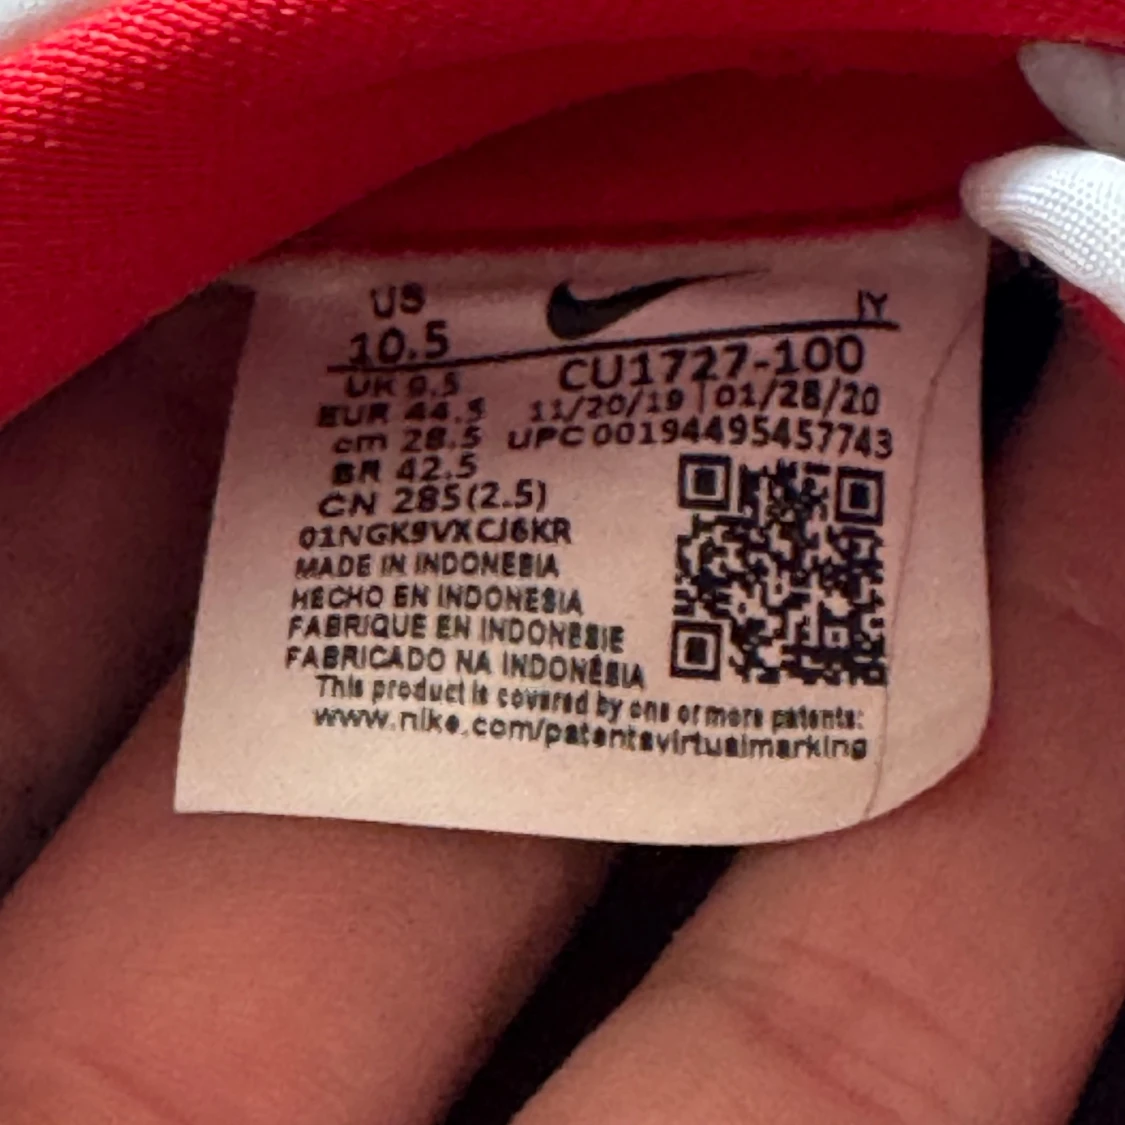 US
10.5
IY
CU1727-100
UK 9.5
11/20/19 01/28/20
EUR 44.5
UPC 00194495457743
cm 28.5
BR 42.5
CN 285(2.5)
01NGK9VXCJ6KR
MADE IN INDONESIA
HECHO EN INDONESIA
FABRIQUE EN INDONESIE
FABRICADO NA INDONÉSIA
This product is covered by one or more patents:
www.nike.com/patentsvirtualmarking